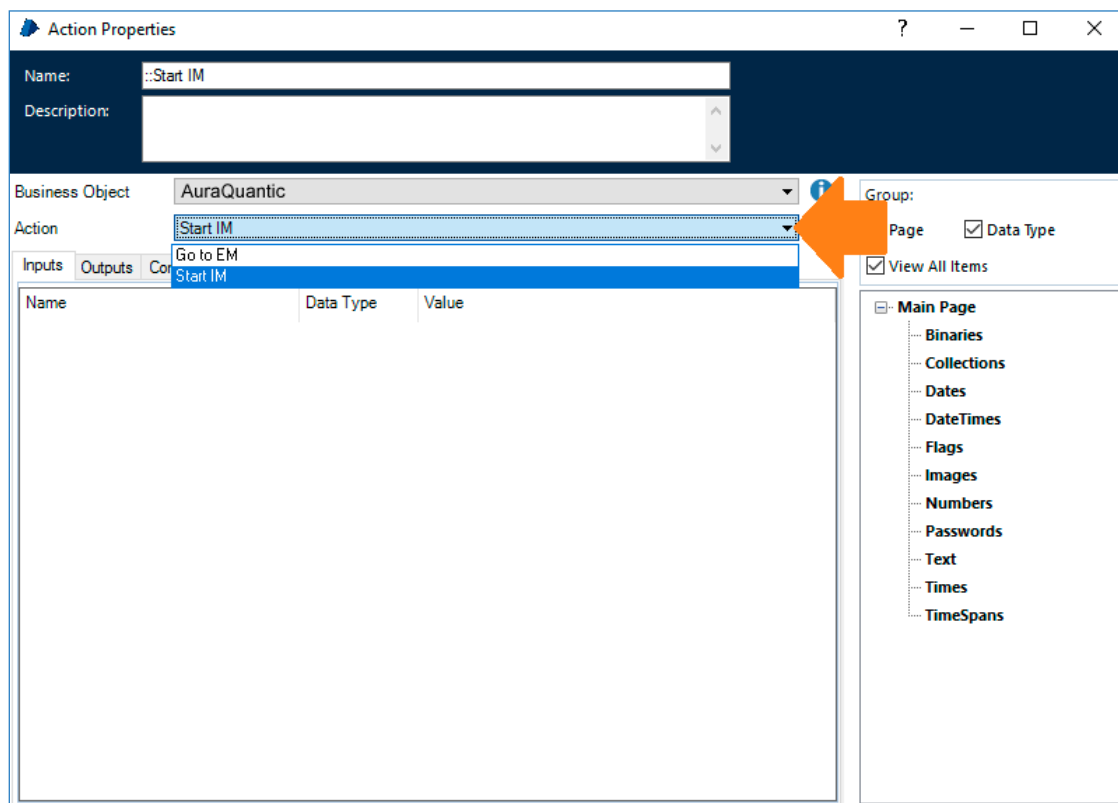 Action Properties
Name: ::Start IM
Description:
Business Object AuraQuantic
Group:
Action Start IM
Page Data Type
Go to EM
Inputs Outputs
Start IM
View All Items
Name Data Type Value
Main Page
Binaries
Collections
Dates
DateTimes
Flags
Images
Numbers
Passwords
Text
Times
TimeSpans